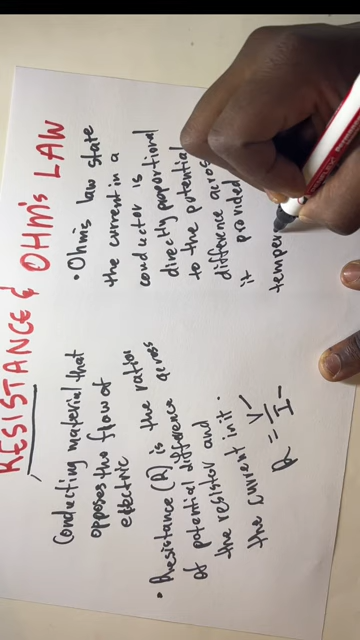 RESISTANCE & OHM's LAW
Conducting material that
opposes the flow of
electric
• Resistance (R) is the ratio
of potential difference across
the resistor and
the current in it.
R = V
I
• Ohm's law state
the current in a
conductor is
directly proportional
to the potential
difference across
it provided
temper